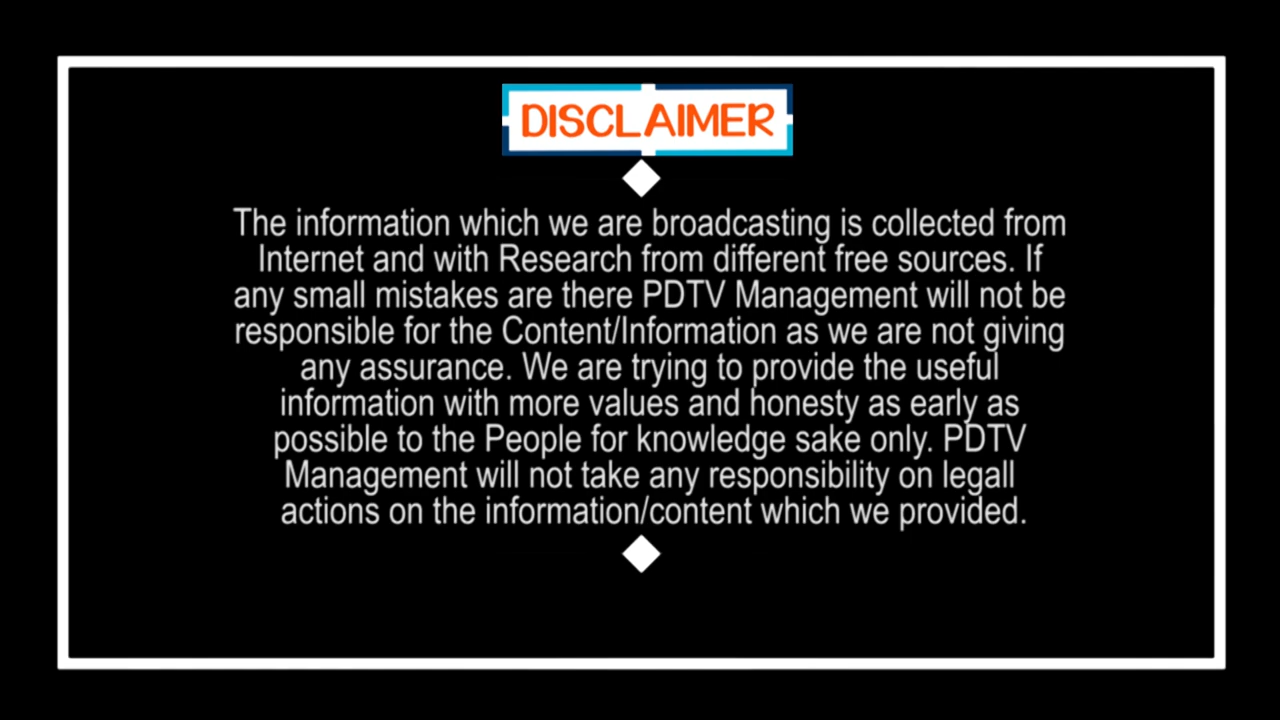 DISCLAIMER
The information which we are broadcasting is collected from
Internet and with Research from different free sources. If
any small mistakes are there PDTV Management will not be
responsible for the Content/Information as we are not giving
any assurance. We are trying to provide the useful
information with more values and honesty as early as
possible to the People for knowledge sake only. PDTV
Management will not take any responsibility on legall
actions on the information/content which we provided.